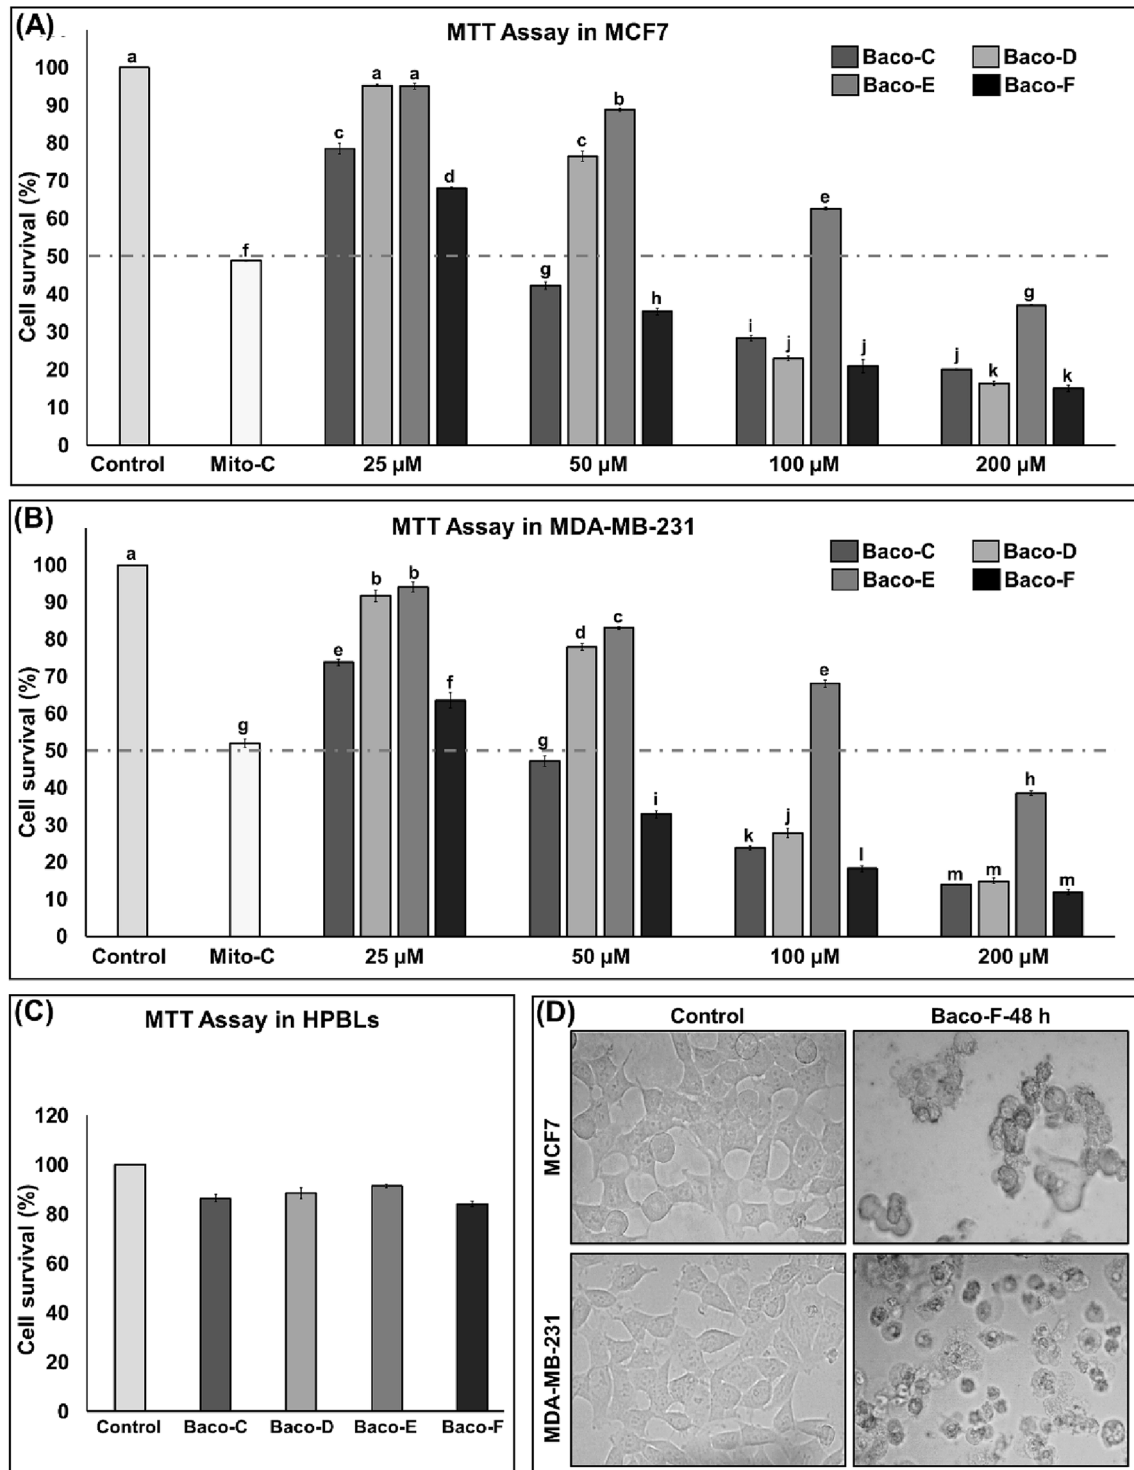 (A)
MTT Assay in MCF7
Baco-C Baco-D
Baco-E Baco-F
Cell survival (%)
100
90
80
70
60
50
40
30
20
10
0
a
f
c a a d
g c b h
i j e j
j k g k
Control Mito-C 25 µM 50 µM 100 µM 200 µM
(B)
MTT Assay in MDA-MB-231
Baco-C Baco-D
Baco-E Baco-F
Cell survival (%)
100
90
80
70
60
50
40
30
20
10
0
a
g
e b b f
g d c i
k j e l
m m h m
Control Mito-C 25 µM 50 µM 100 µM 200 µM
(C)
MTT Assay in HPBLs
Cell survival (%)
120
100
80
60
40
20
0
Control Baco-C Baco-D Baco-E Baco-F
(D)
Control Baco-F-48 h
MCF7
MDA-MB-231